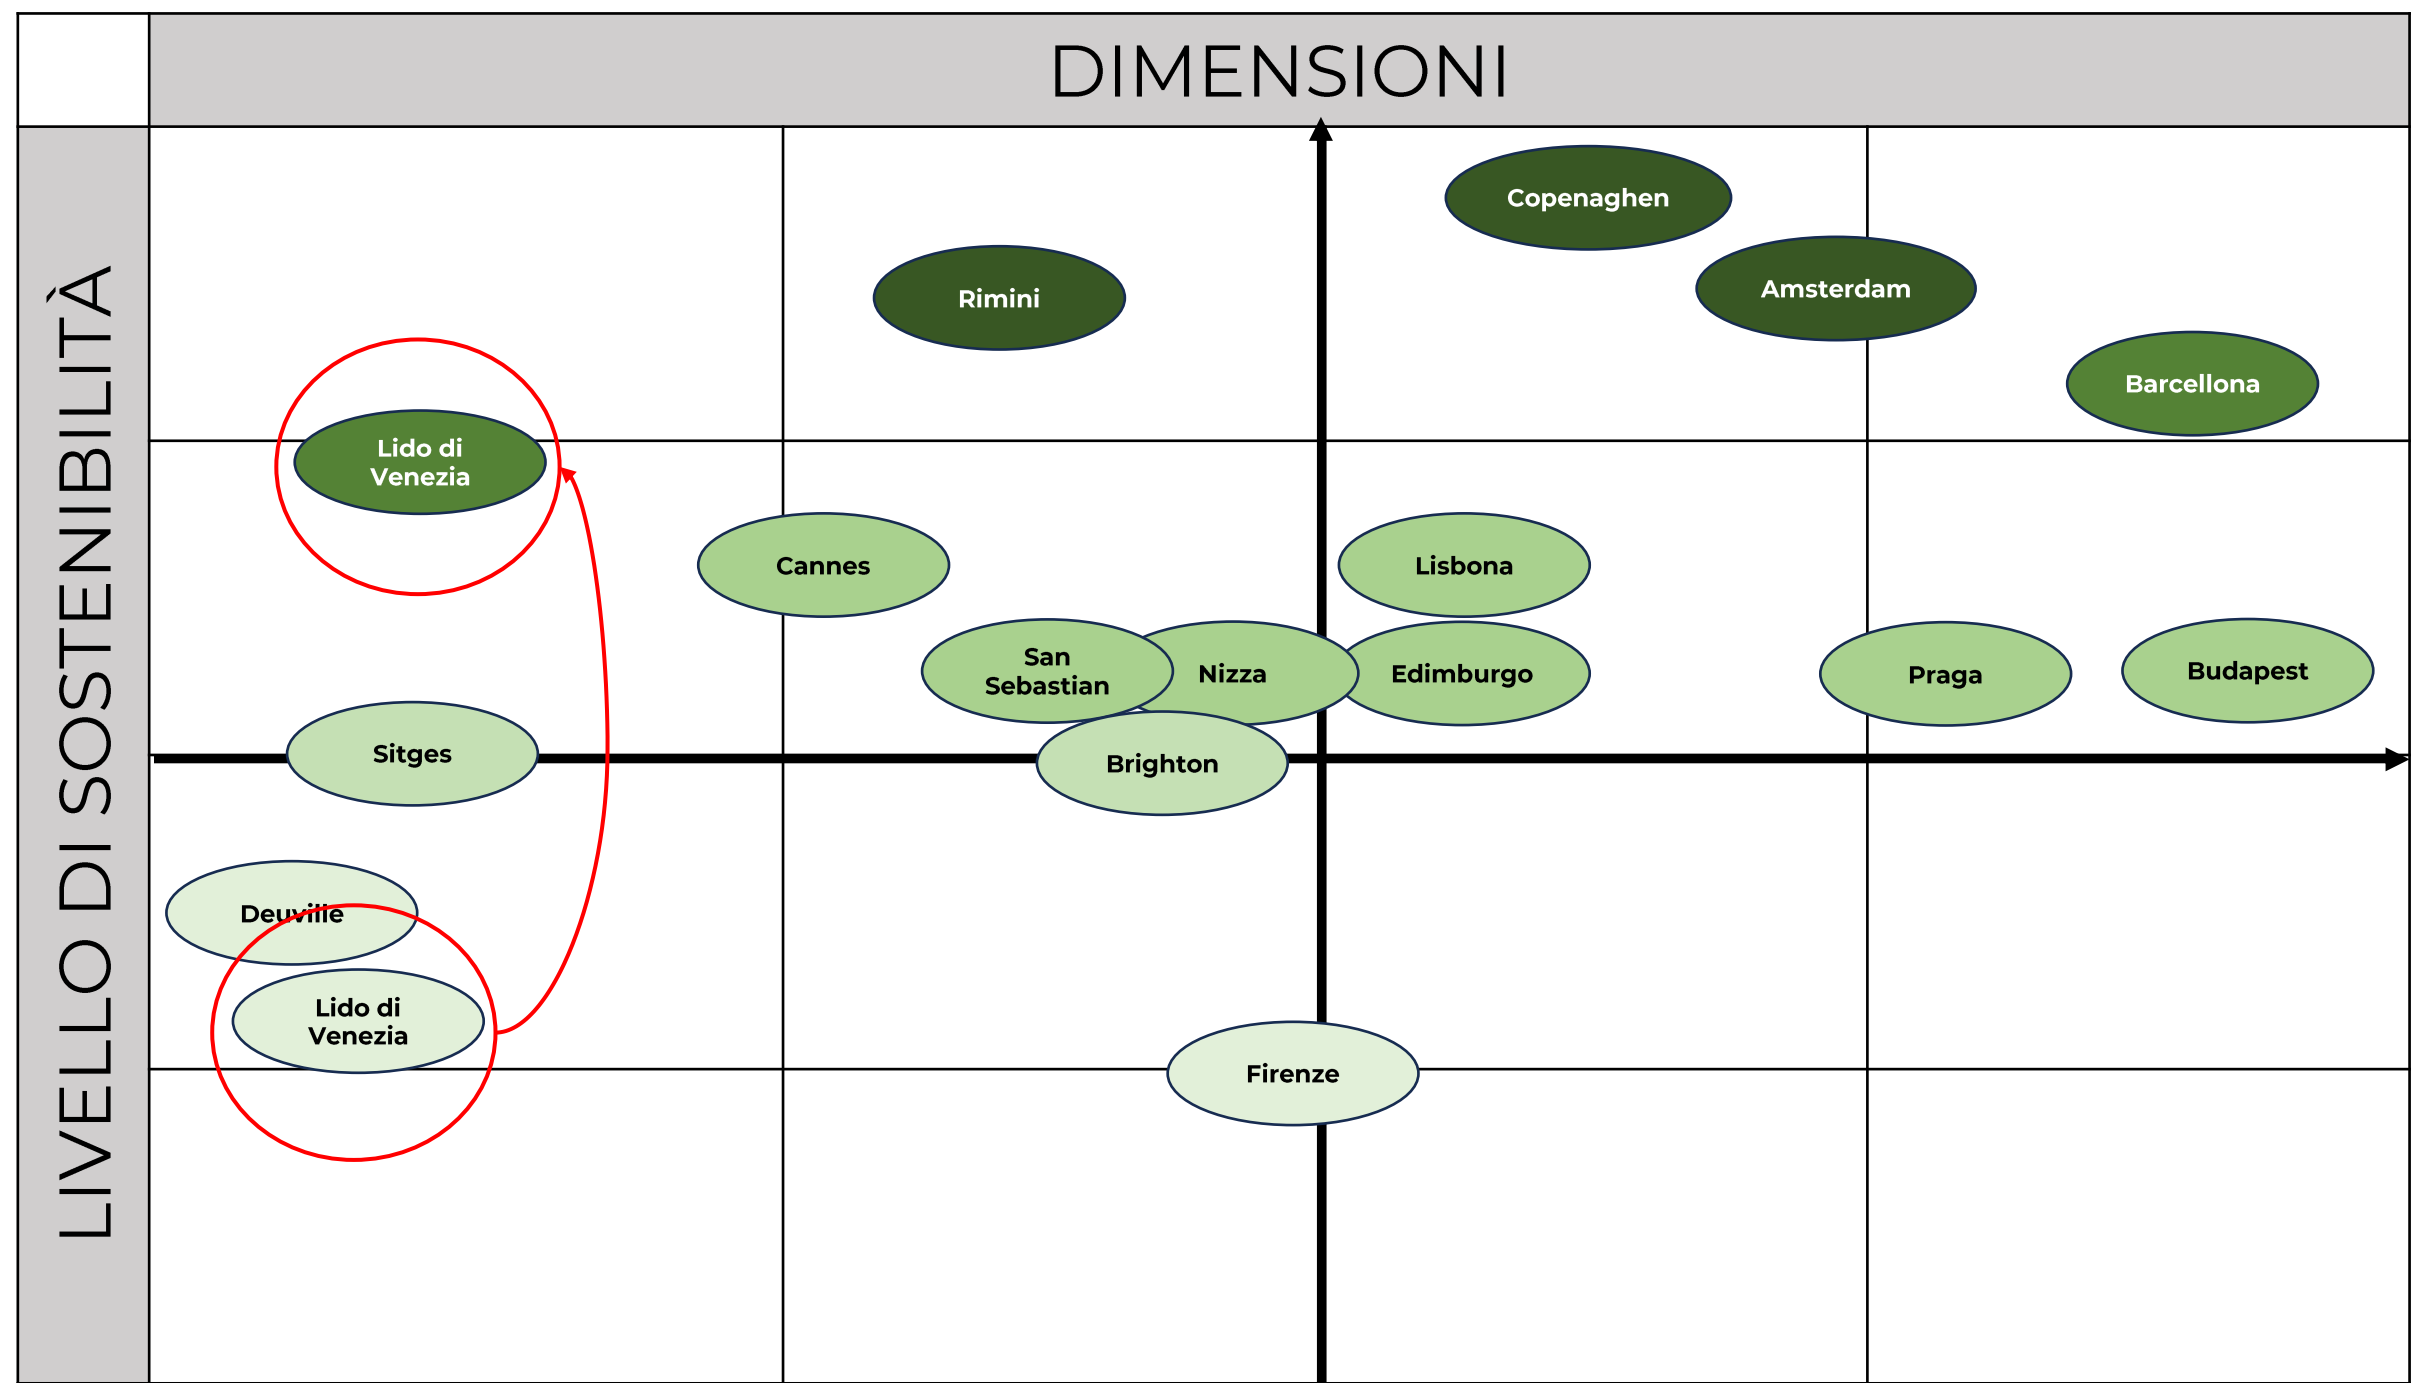 DIMENSIONI
LIVELLO DI SOSTENIBILITÀ
Copenaghen
Amsterdam
Rimini
Barcellona
Lido di
Venezia
Cannes
Lisbona
San
Sebastian
Nizza
Edimburgo
Praga
Budapest
Sitges
Brighton
Deuville
Lido di
Venezia
Firenze